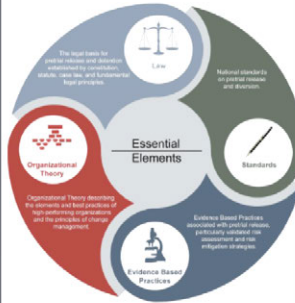 The legal basis for
pretrial release and detention
established by constitution,
statute, case law, and fundamental
legal principles.
Law
National standards
on pretrial release
and diversion.
Essential
Elements
Organizational
Theory
Standards
Organizational Theory describing
the elements and best practices of
high-performing organizations
and the principles of change
management.
Evidence Based Practices
associated with pretrial release,
particularly validated risk
assessment and risk
mitigation strategies.
Evidence Based
Practices